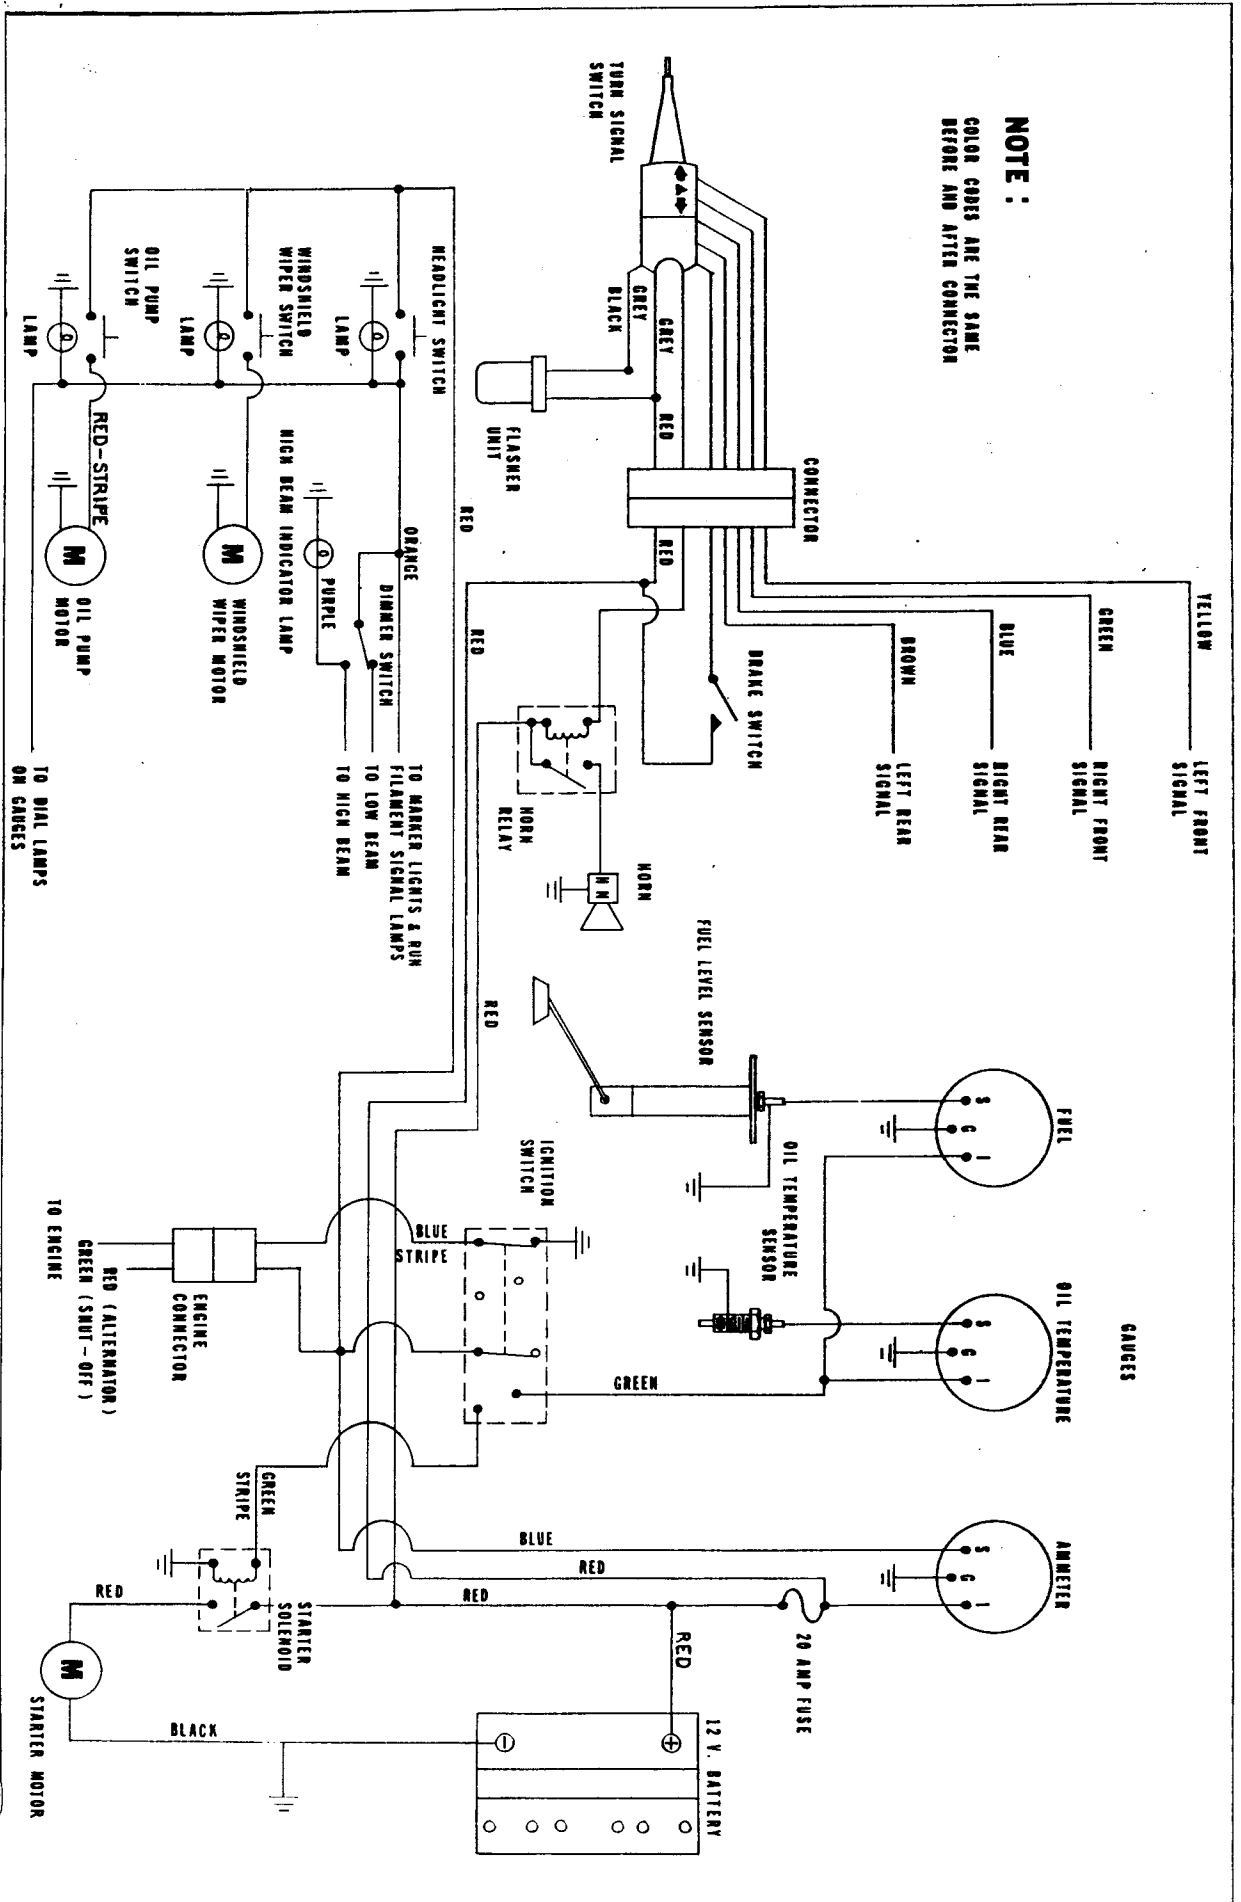 NOTE :
COLOR CODES ARE THE SAME
BEFORE AND AFTER CONNECTOR
TURN SIGNAL
SWITCH
GREY
BLACK
GREY
RED
FLASHER
UNIT
CONNECTOR
RED
YELLOW
GREEN
BLUE
BROWN
LEFT FRONT
SIGNAL
RIGHT FRONT
SIGNAL
RIGHT REAR
SIGNAL
LEFT REAR
SIGNAL
BRAKE SWITCH
HORN
RELAY
HORN
HEADLIGHT SWITCH
LAMP
WINDSHIELD
WIPER SWITCH
LAMP
OIL PUMP
SWITCH
LAMP
RED-STRIPE
M
OIL PUMP
MOTOR
M
WINDSHIELD
WIPER MOTOR
HIGH BEAM INDICATOR LAMP
PURPLE
ORANGE
DIMMER SWITCH
RED
RED
RED
TO MARKER LIGHTS & RUN
FILAMENT SIGNAL LAMPS
TO LOW BEAM
TO HIGH BEAM
TO DIAL LAMPS
ON GAUGES
FUEL LEVEL SENSOR
OIL TEMPERATURE
SENSOR
GAUGES
FUEL
S
G
I
OIL TEMPERATURE
S
G
I
AMMETER
S
G
I
IGNITION
SWITCH
BLUE
STRIPE
GREEN
ENGINE
CONNECTOR
TO ENGINE
GREEN ( SHUT - OFF )
RED ( ALTERNATOR )
GREEN
STRIPE
BLUE
RED
RED
20 AMP FUSE
RED
STARTER
SOLENOID
RED
M
STARTER MOTOR
BLACK
12 V. BATTERY
+
−